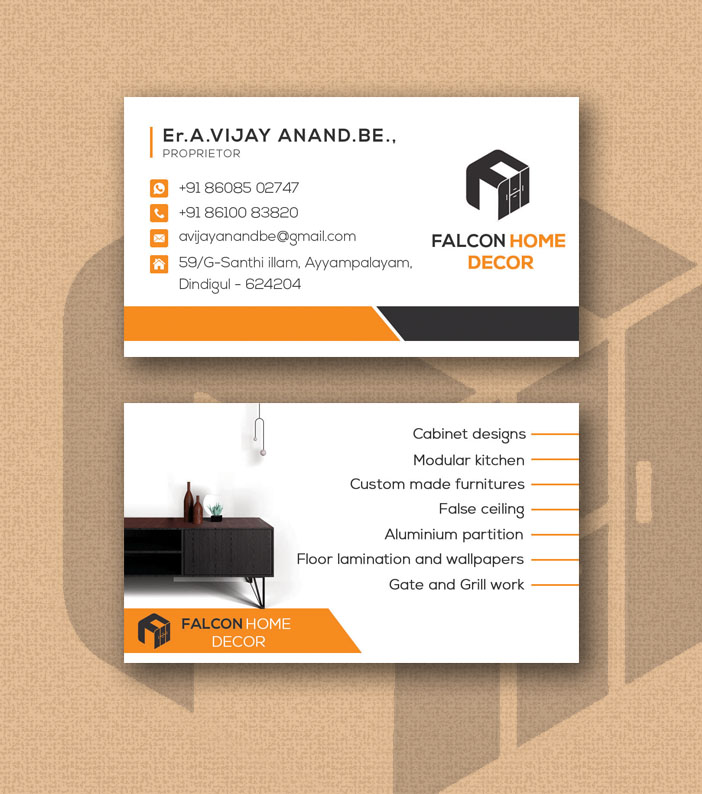 Er.A.VIJAY ANAND.BE.,
PROPRIETOR
+91 86085 02747
+91 86100 83820
avijayanandbe@gmail.com
59/G-Santhi illam, Ayyampalayam,
Dindigul - 624204
FALCON HOME
DECOR
Cabinet designs
Modular kitchen
Custom made furnitures
False ceiling
Aluminium partition
Floor lamination and wallpapers
Gate and Grill work
FALCON HOME
DECOR